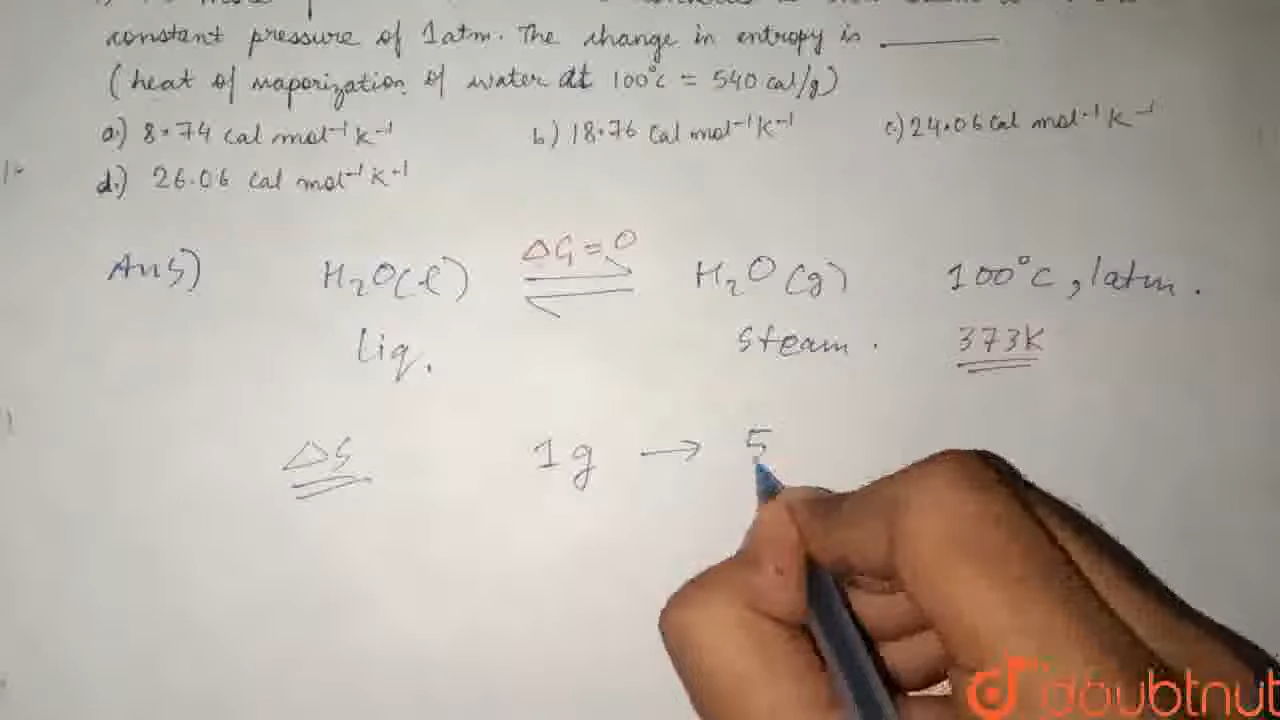 constant pressure of 1atm. The change in entropy is ______
(heat of vaporization of water at 100°C = 540 cal/g)
a.) 8.74 Cal mol⁻¹ K⁻¹ b.) 18.76 Cal mol⁻¹ K⁻¹ c.) 24.06 Cal mol⁻¹ K⁻¹
d.) 26.06 Cal mol⁻¹ K⁻¹
Ans) H₂O(l) ΔG = 0 ⇌ H₂O(g) 100°C, 1atm.
Liq. Steam. 373K
ΔS 1g → 5
doubtnut